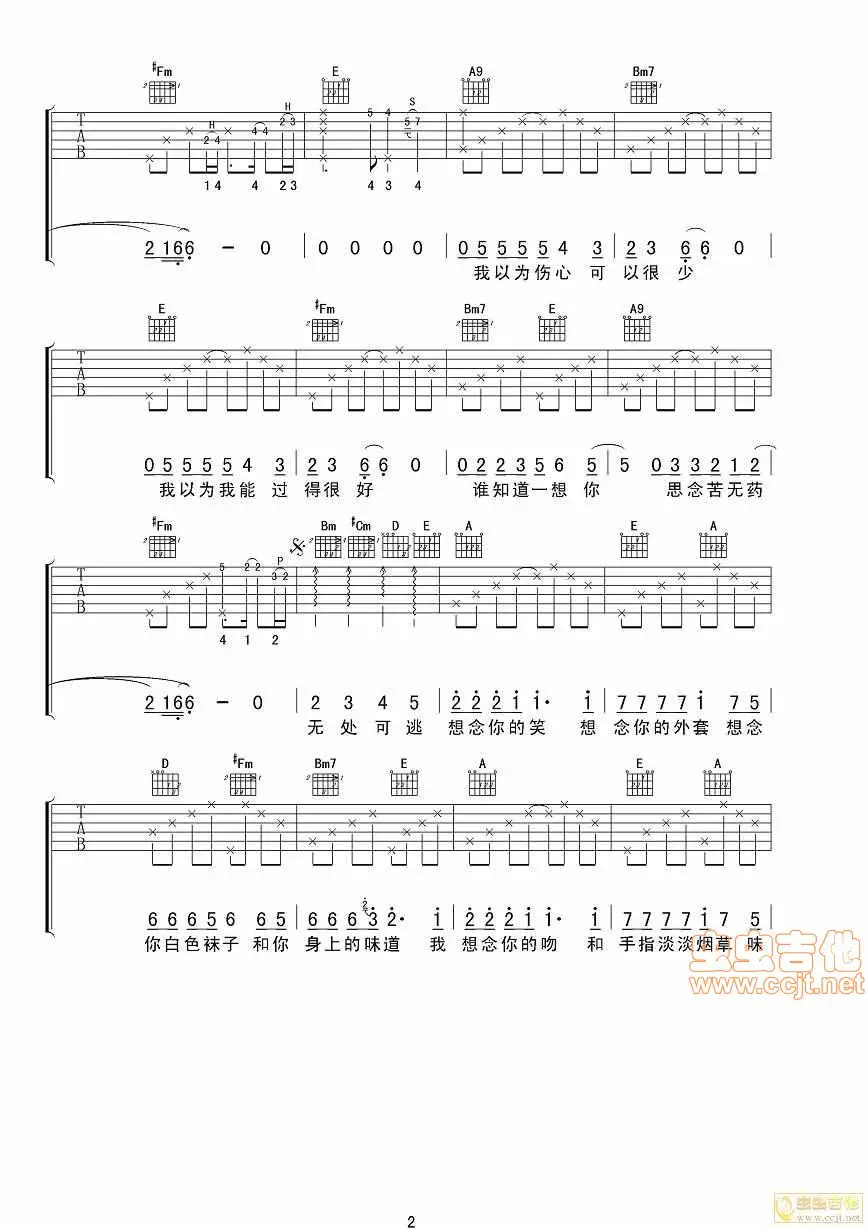 #Fm E A9 Bm7
H H S
2 4 4 4 2 3 5 4 5 7
T
A
B
1 4 4 2 3 4 3 4
2 1 6 6 - 0 | 0 0 0 0 | 0 5 5 5 5 4 3 | 2 3 6 6 0
我以为伤心 可 以很 少
E #Fm Bm7 E A9
T
A
B
0 5 5 5 5 4 3 | 2 3 6 6 0 | 0 2 2 3 5 6 5 | 5 0 3 3 2 1 2
我以为我能 过 得很 好 谁知道一想 你 思念苦无药
#Fm Bm #Cm D E A E A
P
5 2 2 3 2
T
A
B
4 1 2
2 1 6 6 - 0 | 2 3 4 5 | 2 2 2 1 1· 1 | 7 7 7 7 1 7 5
无 处 可 逃 想念你的笑 想 念你的外套 想念
D #Fm Bm7 E A E A
T
A
B
6 6 6 5 6 6 5 | 6 6 6 3 2· 1 | 2 2 2 1 1· 1 | 7 7 7 7 1 7 5
你白色袜子 和你 身上的味道 我 想念你的吻 和 手指淡淡烟草味
虫虫吉他
www.ccjt.net
2
虫虫吉他
www.ccjt.net